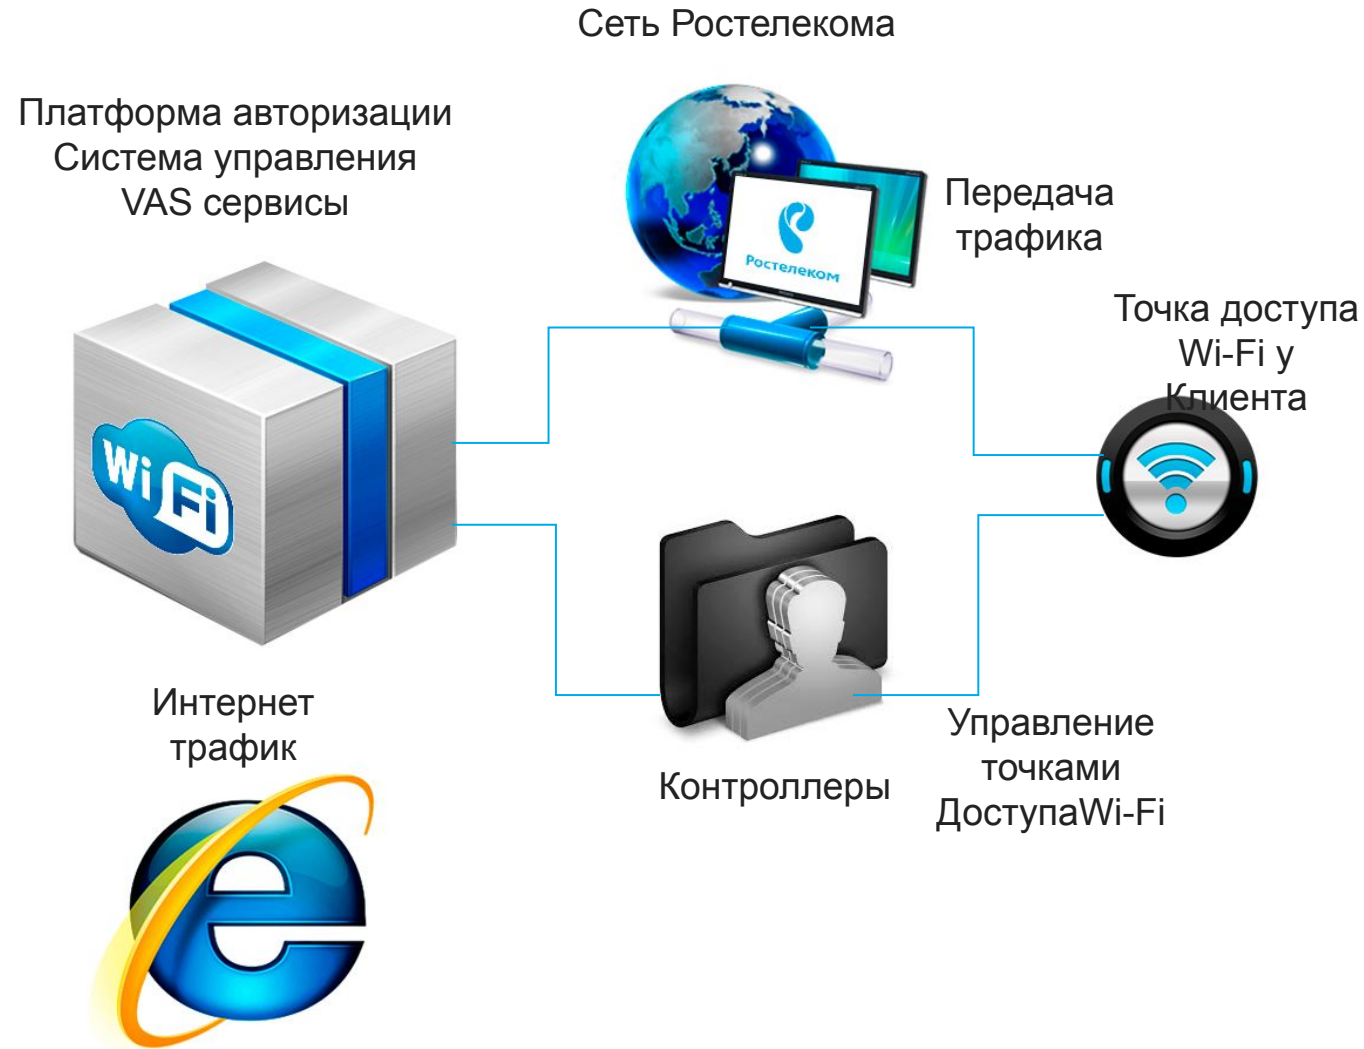 Сеть Ростелекома
Платформа авторизации
Система управления
VAS сервисы
Ростелеком
Передача
трафика
Точка доступа
Wi-Fi у
Клиента
Wi Fi
Интернет
трафик
Контроллеры
Управление
точками
ДоступаWi-Fi